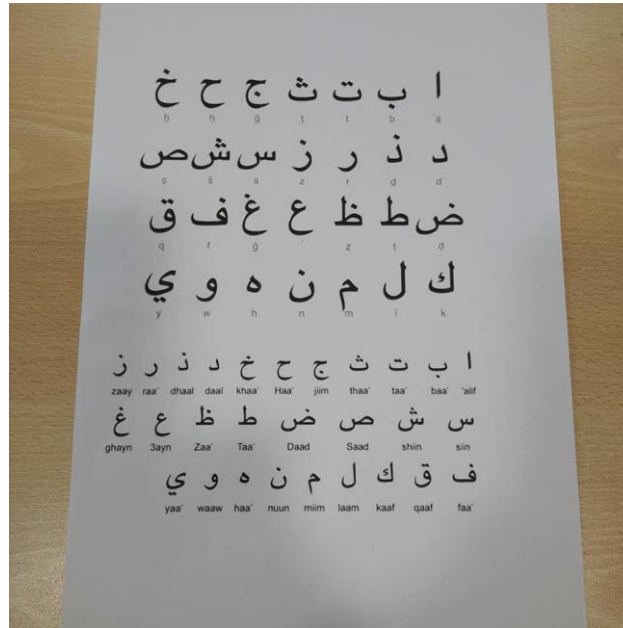 ا ب ت ث ج ح خ
a b t t ġ h h
د ذ ر ز س ش ص
d d r z s š s
ض ط ظ ع غ ف ق
d t z ' ġ f q
ك ل م ن ه و ي
k l m n h w y
ا ب ت ث ج ح خ د ذ ر ز
'alif baa' taa' thaa' jiim Haa' khaa' daal dhaal raa' zaay
س ش ص ض ط ظ ع غ
siin shiin Saad Daad Taa' Zaa' 3ayn ghayn
ف ق ك ل م ن ه و ي
faa' qaaf kaaf laam miim nuun haa' waaw yaa'